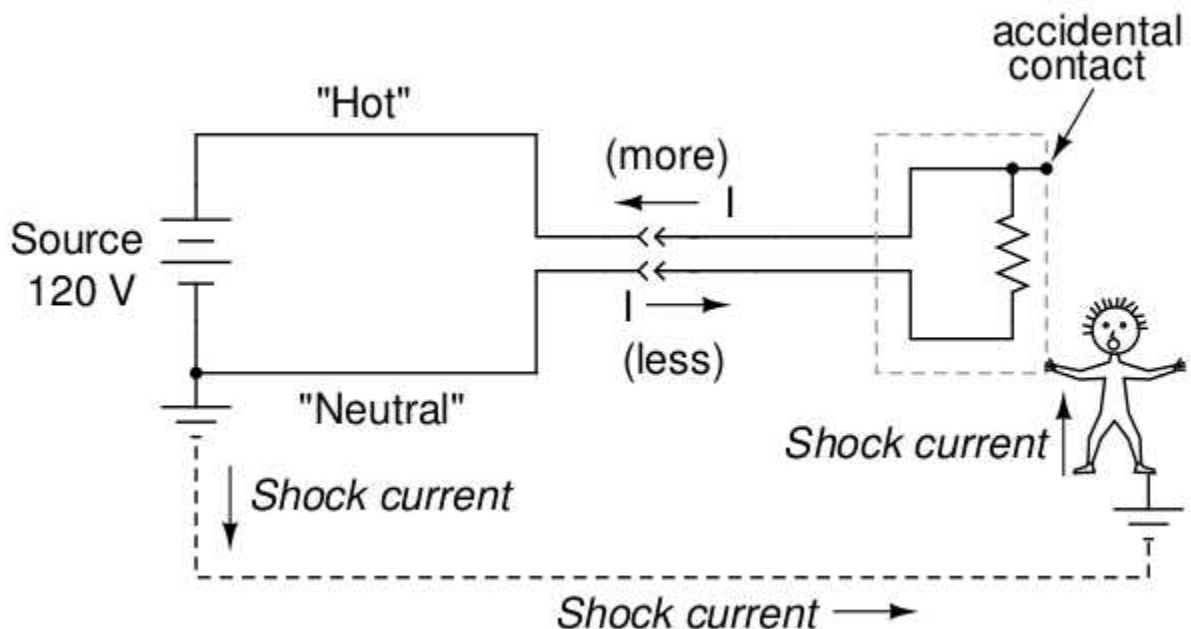 accidental
contact
"Hot"
(more)
I
Source
120 V
I
(less)
"Neutral"
Shock current
Shock current
Shock current